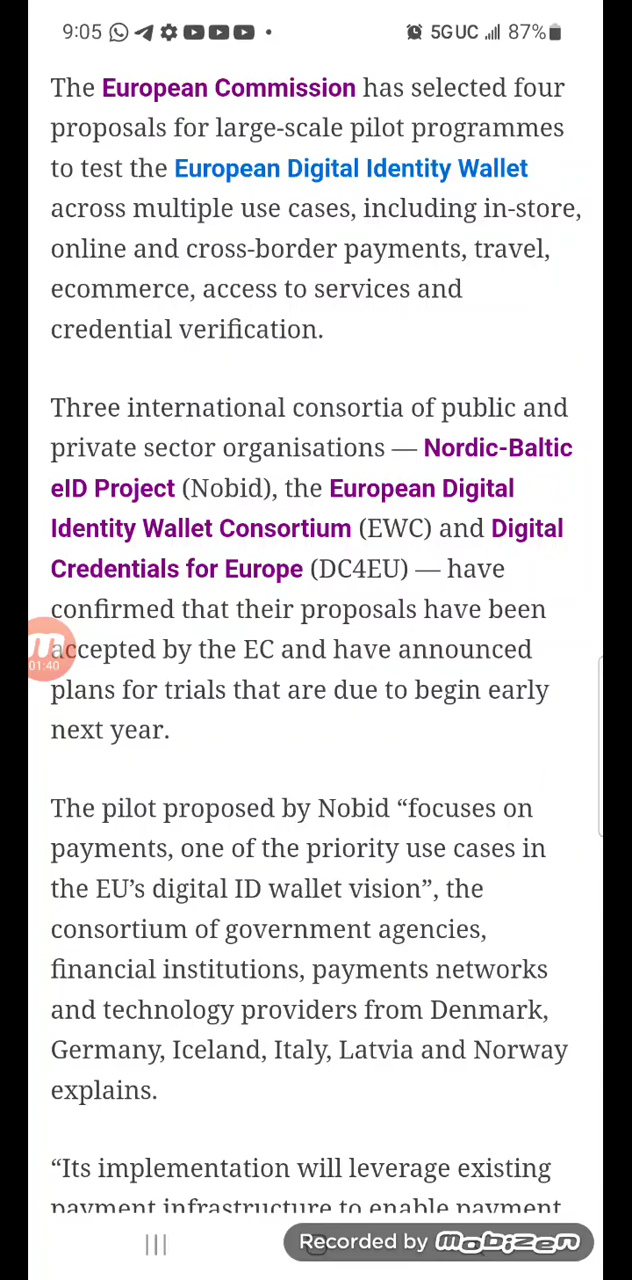 9:05
5GUC
87%
The European Commission has selected four
proposals for large-scale pilot programmes
to test the European Digital Identity Wallet
across multiple use cases, including in-store,
online and cross-border payments, travel,
ecommerce, access to services and
credential verification.
Three international consortia of public and
private sector organisations — Nordic-Baltic
eID Project (Nobid), the European Digital
Identity Wallet Consortium (EWC) and Digital
Credentials for Europe (DC4EU) — have
confirmed that their proposals have been
accepted by the EC and have announced
01:40
plans for trials that are due to begin early
next year.
The pilot proposed by Nobid “focuses on
payments, one of the priority use cases in
the EU’s digital ID wallet vision”, the
consortium of government agencies,
financial institutions, payments networks
and technology providers from Denmark,
Germany, Iceland, Italy, Latvia and Norway
explains.
“Its implementation will leverage existing
payment infrastructure to enable payment
Recorded by mobizen